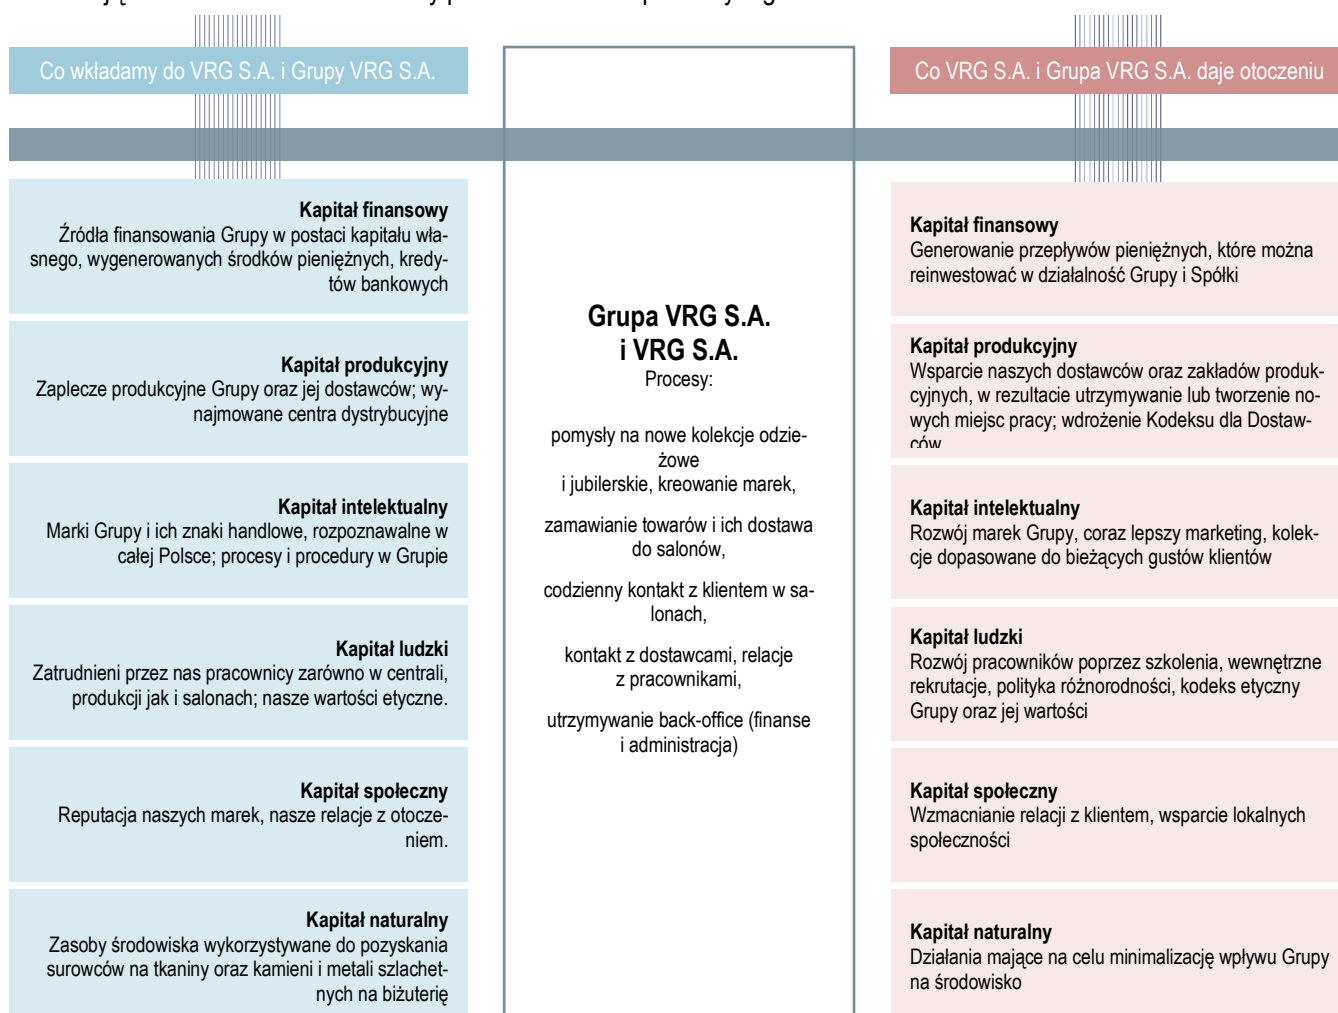 Co wkładamy do VRG S.A. i Grupy VRG S.A.
Kapitał finansowy
Źródła finansowania Grupy w postaci kapitału wła-
snego, wygenerowanych środków pieniężnych, kredy-
tów bankowych
Kapitał produkcyjny
Zaplecze produkcyjne Grupy oraz jej dostawców; wy-
najmowane centra dystrybucyjne
Kapitał intelektualny
Marki Grupy i ich znaki handlowe, rozpoznawalne w
całej Polsce; procesy i procedury w Grupie
Kapitał ludzki
Zatrudnieni przez nas pracownicy zarówno w centrali,
produkcji jak i salonach; nasze wartości etyczne.
Kapitał społeczny
Reputacja naszych marek, nasze relacje z otocze-
niem.
Kapitał naturalny
Zasoby środowiska wykorzystywane do pozyskania
surowców na tkaniny oraz kamieni i metali szlachet-
nych na biżuterię
Grupa VRG S.A.
i VRG S.A.
Procesy:
pomysły na nowe kolekcje odzie-
żowe
i jubilerskie, kreowanie marek,
zamawianie towarów i ich dostawa
do salonów,
codzienny kontakt z klientem w sa-
lonach,
kontakt z dostawcami, relacje
z pracownikami,
utrzymywanie back-office (finanse
i administracja)
Co VRG S.A. i Grupa VRG S.A. daje otoczeniu
Kapitał finansowy
Generowanie przepływów pieniężnych, które można
reinwestować w działalność Grupy i Spółki
Kapitał produkcyjny
Wsparcie naszych dostawców oraz zakładów produk-
cyjnych, w rezultacie utrzymywanie lub tworzenie no-
wych miejsc pracy; wdrożenie Kodeksu dla Dostaw-
ców
Kapitał intelektualny
Rozwój marek Grupy, coraz lepszy marketing, kolek-
cje dopasowane do bieżących gustów klientów
Kapitał ludzki
Rozwój pracowników poprzez szkolenia, wewnętrzne
rekrutacje, polityka różnorodności, kodeks etyczny
Grupy oraz jej wartości
Kapitał społeczny
Wzmacnianie relacji z klientem, wsparcie lokalnych
społeczności
Kapitał naturalny
Działania mające na celu minimalizację wpływu Grupy
na środowisko